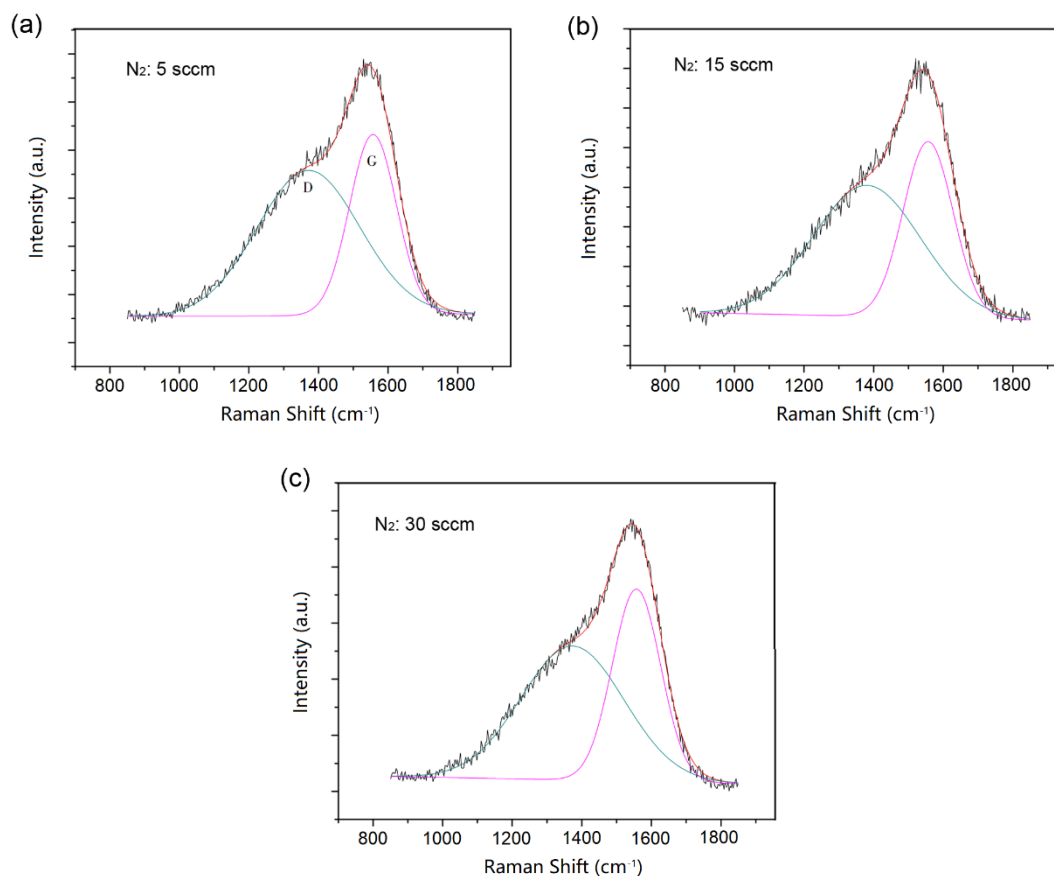 (a)
N₂: 5 sccm
D
G
Intensity (a.u.)
800 1000 1200 1400 1600 1800
Raman Shift (cm⁻¹)
(b)
N₂: 15 sccm
Intensity (a.u.)
800 1000 1200 1400 1600 1800
Raman Shift (cm⁻¹)
(c)
N₂: 30 sccm
Intensity (a.u.)
800 1000 1200 1400 1600 1800
Raman Shift (cm⁻¹)